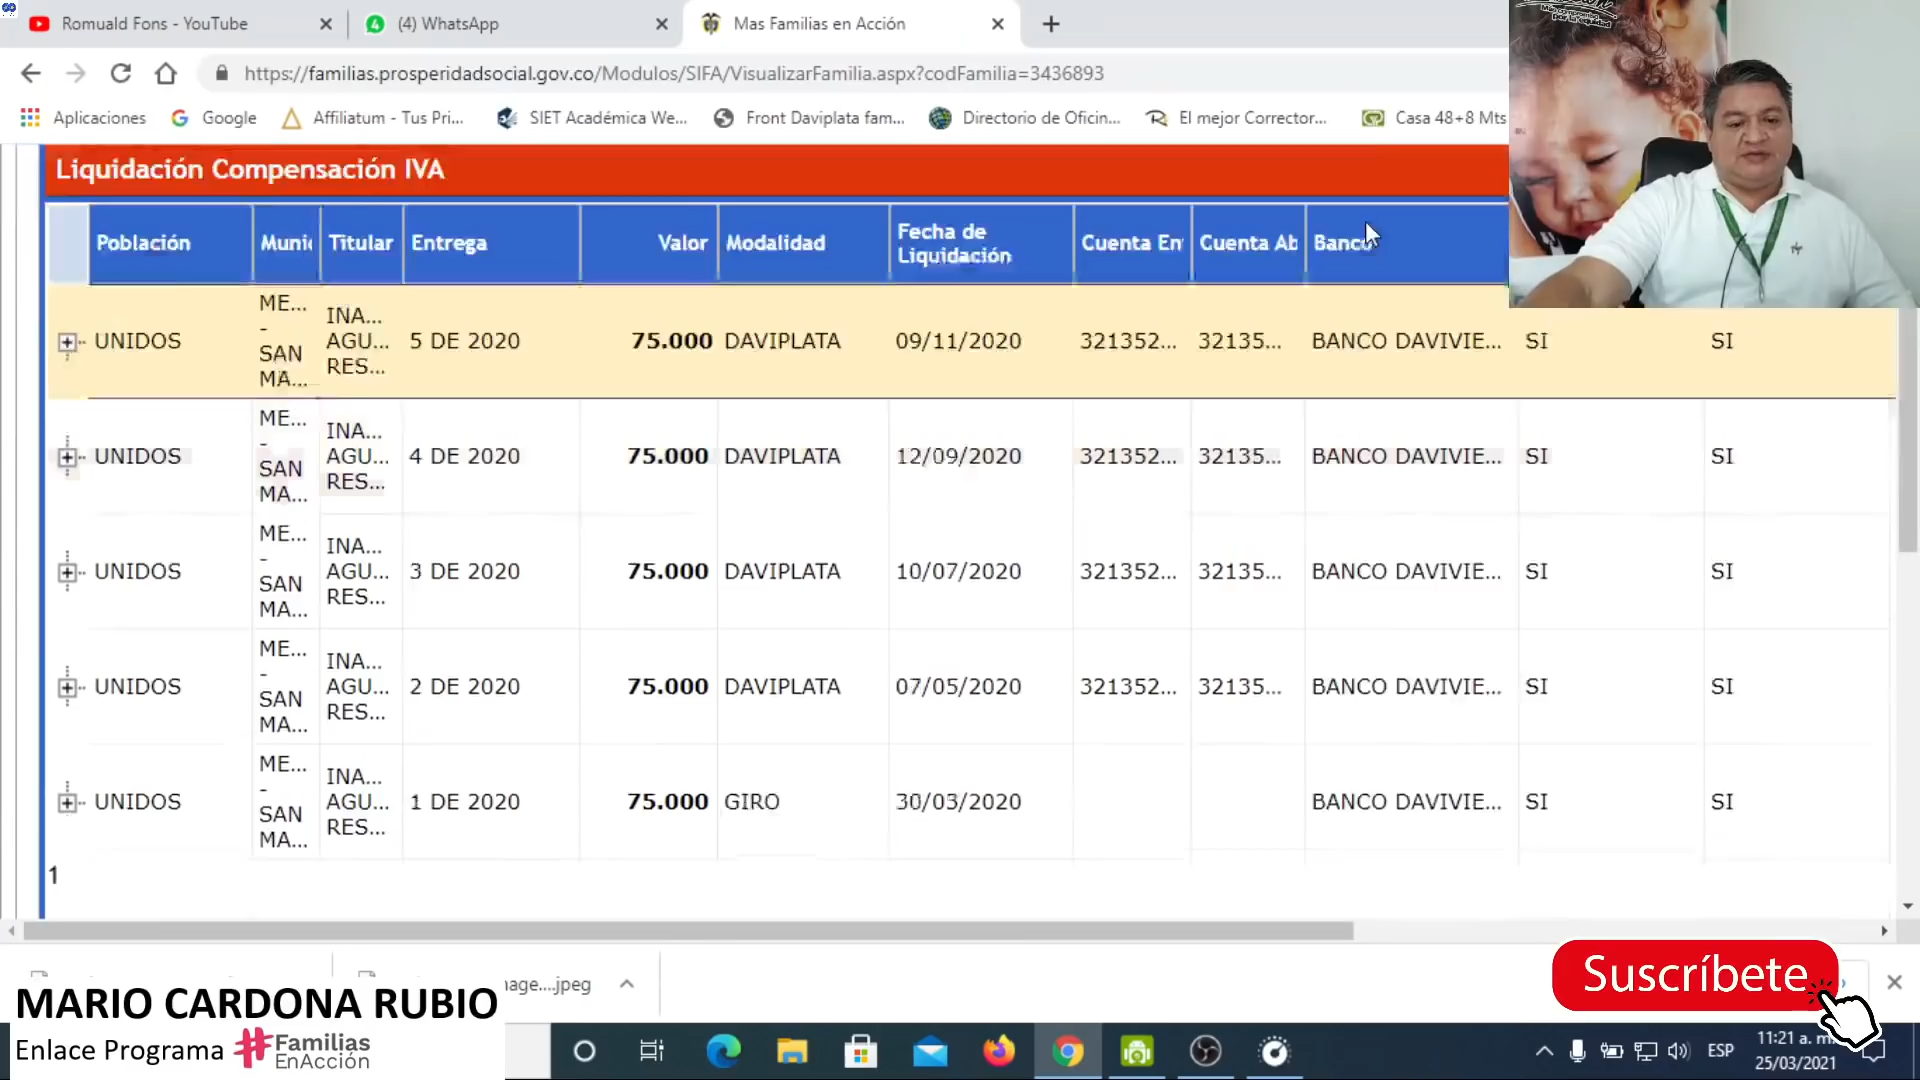 Romuald Fons - YouTube
(4) WhatsApp
Mas Familias en Acción
https://familias.prosperidadsocial.gov.co/Modulos/SIFA/VisualizarFamilia.aspx?codFamilia=3436893
Aplicaciones
Google
Affiliatum - Tus Pri...
SIET Académica We...
Front Daviplata fam...
Directorio de Oficin...
El mejor Corrector...
Casa 48+8 Mts
Liquidación Compensación IVA
Población Munic Titular Entrega Valor Modalidad Fecha de Liquidación Cuenta En Cuenta Ab Banco
UNIDOS ME... - SAN MA... INA... AGU... RES... 5 DE 2020 75.000 DAVIPLATA 09/11/2020 321352... 32135... BANCO DAVIVIE... SI SI
UNIDOS ME... - SAN MA... INA... AGU... RES... 4 DE 2020 75.000 DAVIPLATA 12/09/2020 321352... 32135... BANCO DAVIVIE... SI SI
UNIDOS ME... - SAN MA... INA... AGU... RES... 3 DE 2020 75.000 DAVIPLATA 10/07/2020 321352... 32135... BANCO DAVIVIE... SI SI
UNIDOS ME... - SAN MA... INA... AGU... RES... 2 DE 2020 75.000 DAVIPLATA 07/05/2020 321352... 32135... BANCO DAVIVIE... SI SI
UNIDOS ME... - SAN MA... INA... AGU... RES... 1 DE 2020 75.000 GIRO 30/03/2020 BANCO DAVIVIE... SI SI
1
age....jpeg
Suscríbete
MARIO CARDONA RUBIO
Enlace Programa #Familias EnAcción
ESP
11:21 a. m.
25/03/2021